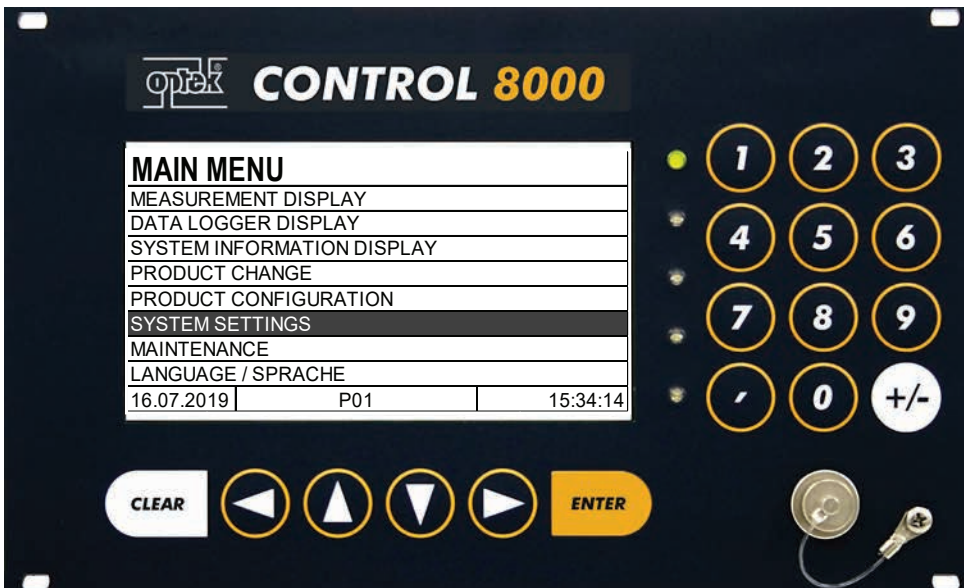 optek® CONTROL 8000
MAIN MENU
MEASUREMENT DISPLAY
DATA LOGGER DISPLAY
SYSTEM INFORMATION DISPLAY
PRODUCT CHANGE
PRODUCT CONFIGURATION
SYSTEM SETTINGS
MAINTENANCE
LANGUAGE / SPRACHE
16.07.2019 P01 15:34:14
1 2 3
4 5 6
7 8 9
, 0 +/-
CLEAR ENTER